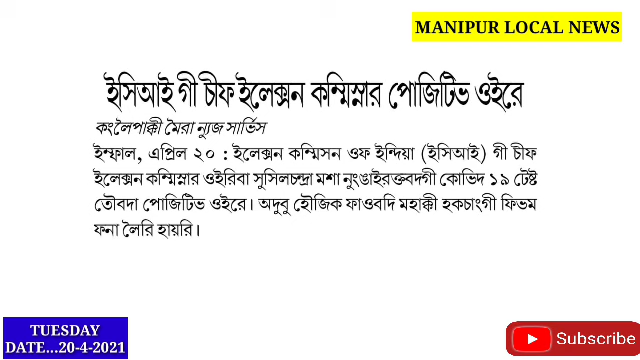 MANIPUR LOCAL NEWS
ইসিআই গী চীফ ইলেক্সন কম্মিস্নার পোজিটিভ ওইরে
কংলৈপাক্কী মৈরা ন্যুজ সার্ভিস
ইম্ফাল, এপ্রিল ২০ : ইলেক্সন কম্মিসন ওফ ইন্দিয়া (ইসিআই) গী চীফ
ইলেক্সন কম্মিস্নার ওইরিবা সুসিলচন্দ্রা মশা নুংঙাইরক্তবদগী কোভিদ ১৯ টেষ্ট
তৌবদা পোজিটিভ ওইরে। অদুবু হৌজিক ফাওবদি মহাক্কী হকচাংগী ফিভম
ফনা লৈরি হায়রি।
TUESDAY
DATE...20-4-2021
Subscribe